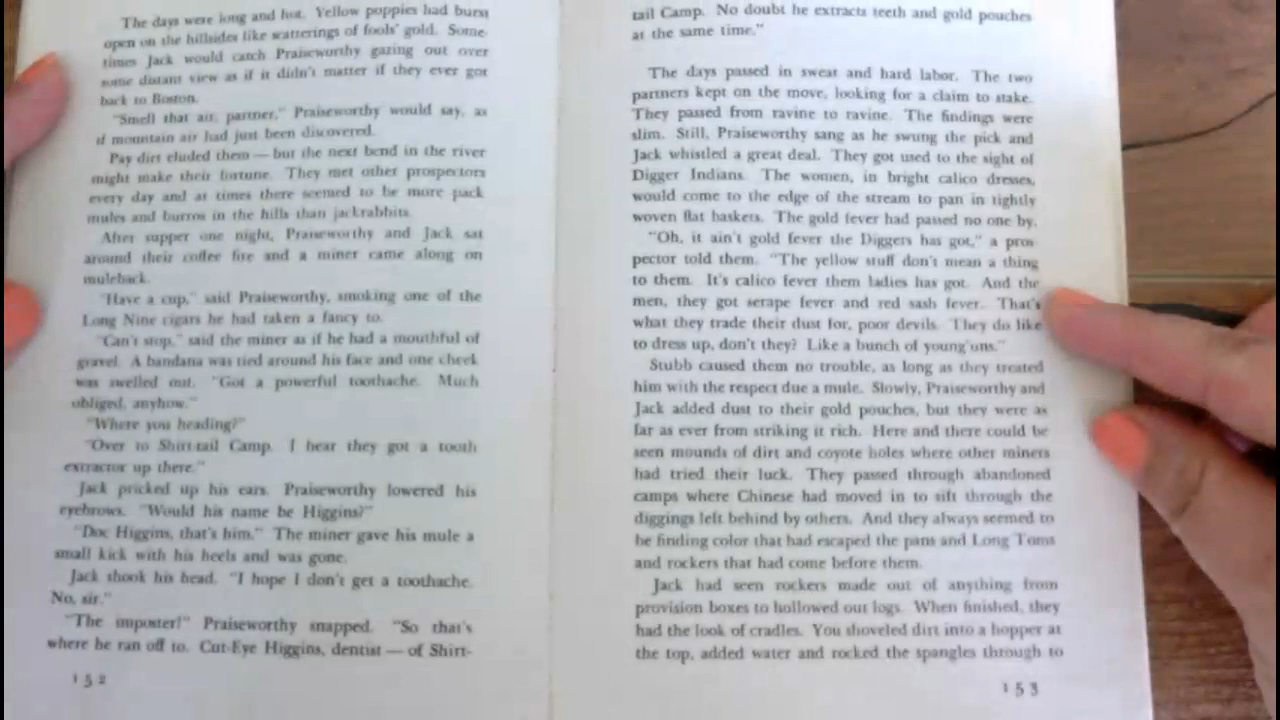 The days were long and hot. Yellow poppies had burst
open on the hillsides like scatterings of fools' gold. Some-
times Jack would catch Praiseworthy gazing out over
some distant view as if it didn't matter if they ever got
back to Boston.
"Smell that air, partner," Praiseworthy would say, as
if mountain air had just been discovered.
Pay dirt eluded them — but the next bend in the river
might make their fortune. They met other prospectors
every day and at times there seemed to be more pack
mules and burros in the hills than jackrabbits.
After supper one night, Praiseworthy and Jack sat
around their coffee fire and a miner came along on
muleback.
"Have a cup," said Praiseworthy, smoking one of the
Long Nine cigars he had taken a fancy to.
"Can't stop," said the miner as if he had a mouthful of
gravel. A bandana was tied around his face and one cheek
was swelled out. "Got a powerful toothache. Much
obliged, anyhow."
"Where you heading?"
"Over to Shirt-tail Camp. I hear they got a tooth
extractor up there."
Jack pricked up his ears. Praiseworthy lowered his
eyebrows. "Would his name be Higgins?"
"Doc Higgins, that's him." The miner gave his mule a
small kick with his heels and was gone.
Jack shook his head. "I hope I don't get a toothache.
No, sir."
"The imposter!" Praiseworthy snapped. "So that's
where he ran off to. Cut-Eye Higgins, dentist — of Shirt-
152
tail Camp. No doubt he extracts teeth and gold pouches
at the same time."
The days passed in sweat and hard labor. The two
partners kept on the move, looking for a claim to stake.
They passed from ravine to ravine. The findings were
slim. Still, Praiseworthy sang as he swung the pick and
Jack whistled a great deal. They got used to the sight of
Digger Indians. The women, in bright calico dresses,
would come to the edge of the stream to pan in tightly
woven flat baskets. The gold fever had passed no one by.
"Oh, it ain't gold fever the Diggers has got," a pros
pector told them. "The yellow stuff don't mean a thing
to them. It's calico fever them ladies has got. And the
men, they got serape fever and red sash fever. That's
what they trade their dust for, poor devils. They do like
to dress up, don't they? Like a bunch of young'uns."
Stubb caused them no trouble, as long as they treated
him with the respect due a mule. Slowly, Praiseworthy and
Jack added dust to their gold pouches, but they were as
far as ever from striking it rich. Here and there could be
seen mounds of dirt and coyote holes where other miners
had tried their luck. They passed through abandoned
camps where Chinese had moved in to sift through the
diggings left behind by others. And they always seemed to
be finding color that had escaped the pans and Long Toms
and rockers that had come before them.
Jack had seen rockers made out of anything from
provision boxes to hollowed out logs. When finished, they
had the look of cradles. You shoveled dirt into a hopper at
the top, added water and rocked the spangles through to
153